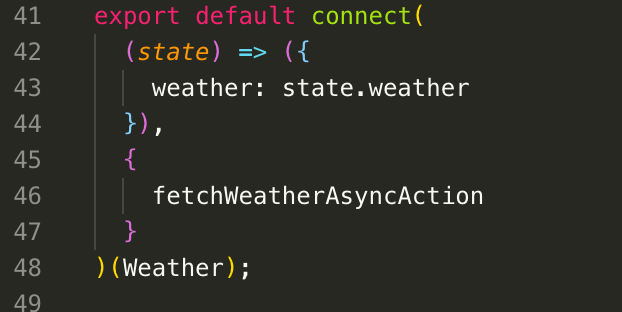 41 export default connect(
42   (state) => ({
43     weather: state.weather
44   }),
45   {
46     fetchWeatherAsyncAction
47   }
48 )(Weather);
49